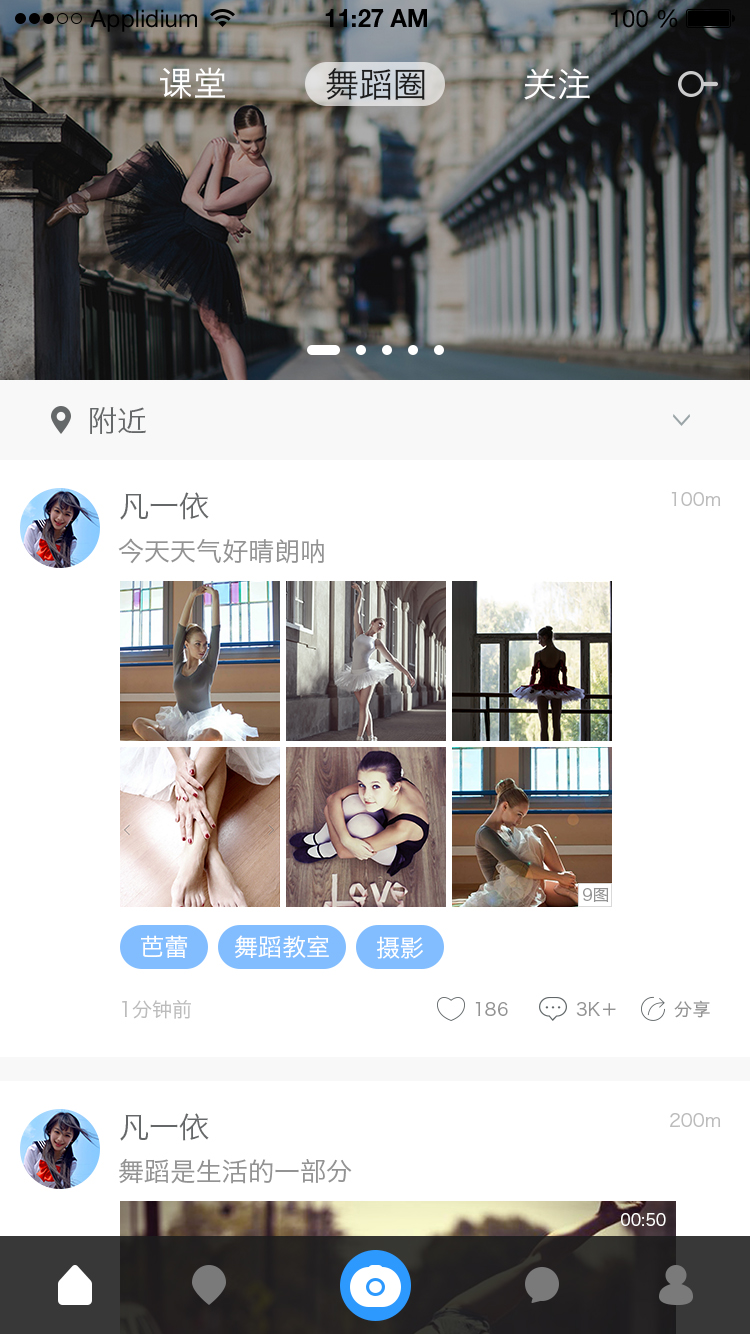 Applidium 11:27 AM 100 %
课堂 舞蹈圈 关注
附近
凡一依 100m
今天天气好晴朗呐
Love
9图
芭蕾 舞蹈教室 摄影
1分钟前 186 3K+ 分享
凡一依 200m
舞蹈是生活的一部分
00:50